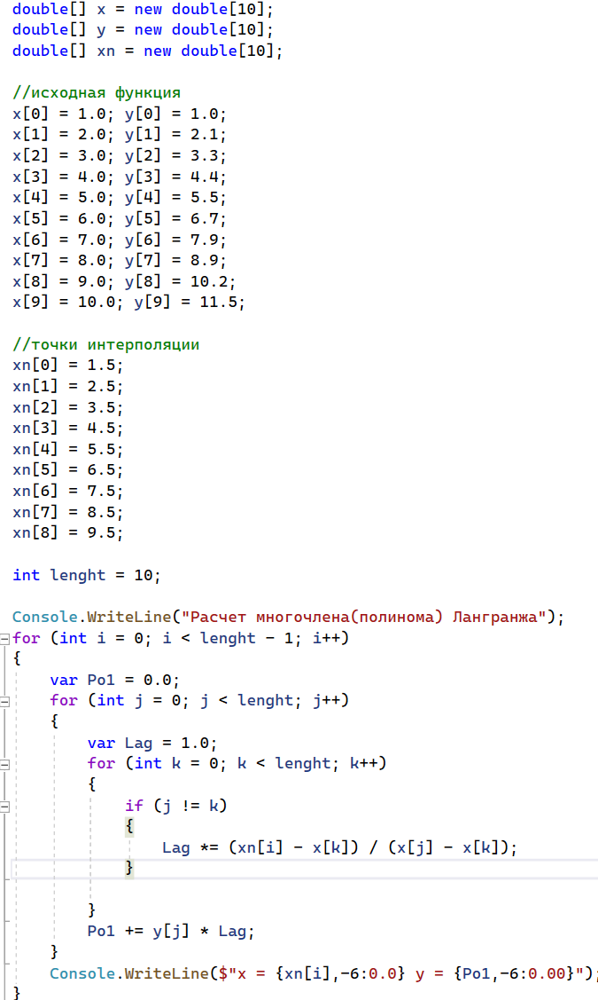 double[] x = new double[10];
double[] y = new double[10];
double[] xn = new double[10];
//исходная функция
x[0] = 1.0; y[0] = 1.0;
x[1] = 2.0; y[1] = 2.1;
x[2] = 3.0; y[2] = 3.3;
x[3] = 4.0; y[3] = 4.4;
x[4] = 5.0; y[4] = 5.5;
x[5] = 6.0; y[5] = 6.7;
x[6] = 7.0; y[6] = 7.9;
x[7] = 8.0; y[7] = 8.9;
x[8] = 9.0; y[8] = 10.2;
x[9] = 10.0; y[9] = 11.5;
//точки интерполяции
xn[0] = 1.5;
xn[1] = 2.5;
xn[2] = 3.5;
xn[3] = 4.5;
xn[4] = 5.5;
xn[5] = 6.5;
xn[6] = 7.5;
xn[7] = 8.5;
xn[8] = 9.5;
int lenght = 10;
Console.WriteLine("Расчет многочлена(полинома) Лангранжа");
for (int i = 0; i < lenght - 1; i++)
{
var Po1 = 0.0;
for (int j = 0; j < lenght; j++)
{
var Lag = 1.0;
for (int k = 0; k < lenght; k++)
{
if (j != k)
{
Lag *= (xn[i] - x[k]) / (x[j] - x[k]);
}
}
Po1 += y[j] * Lag;
}
Console.WriteLine($"x = {xn[i],-6:0.0} y = {Po1,-6:0.00}");
}